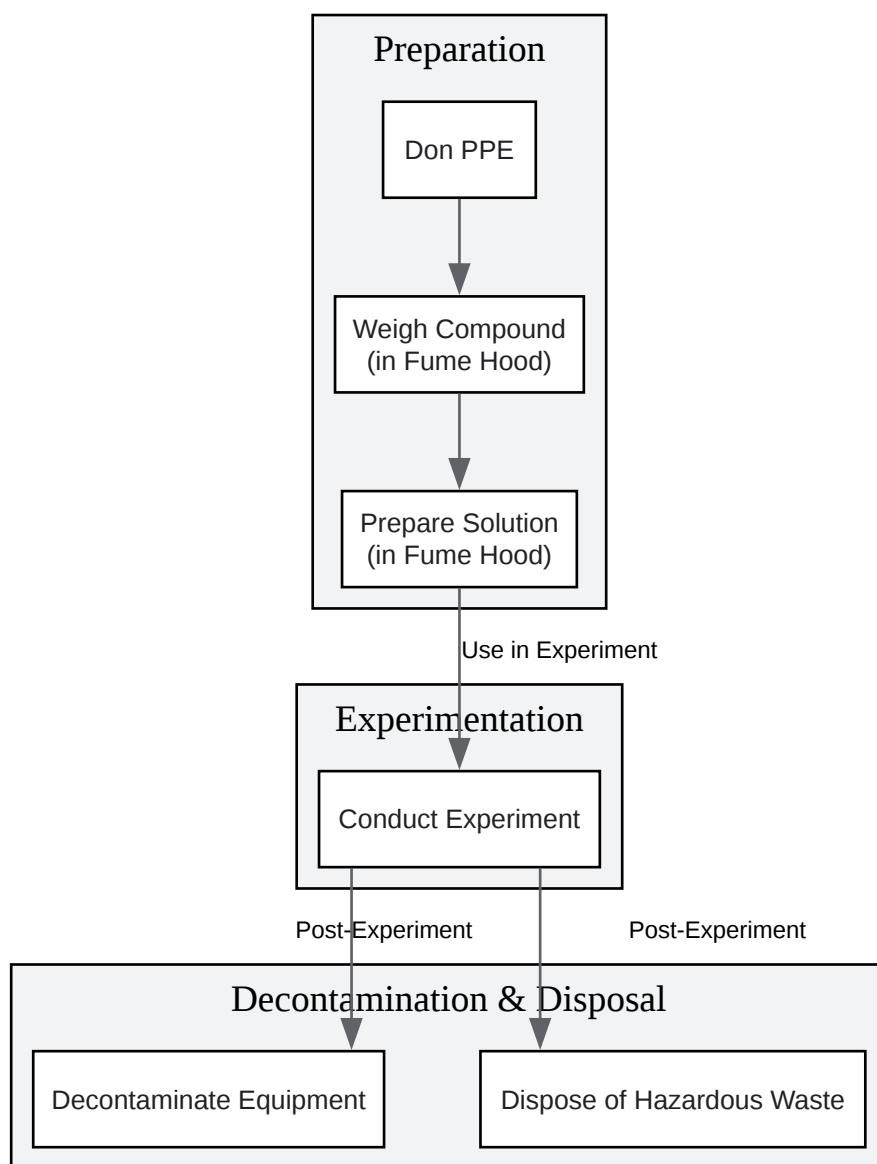 Preparation
Don PPE
Weigh Compound
(in Fume Hood)
Prepare Solution
(in Fume Hood)
Use in Experiment
Experimentation
Conduct Experiment
Post-Experiment
Post-Experiment
Decontamination & Disposal
Decontaminate Equipment
Dispose of Hazardous Waste